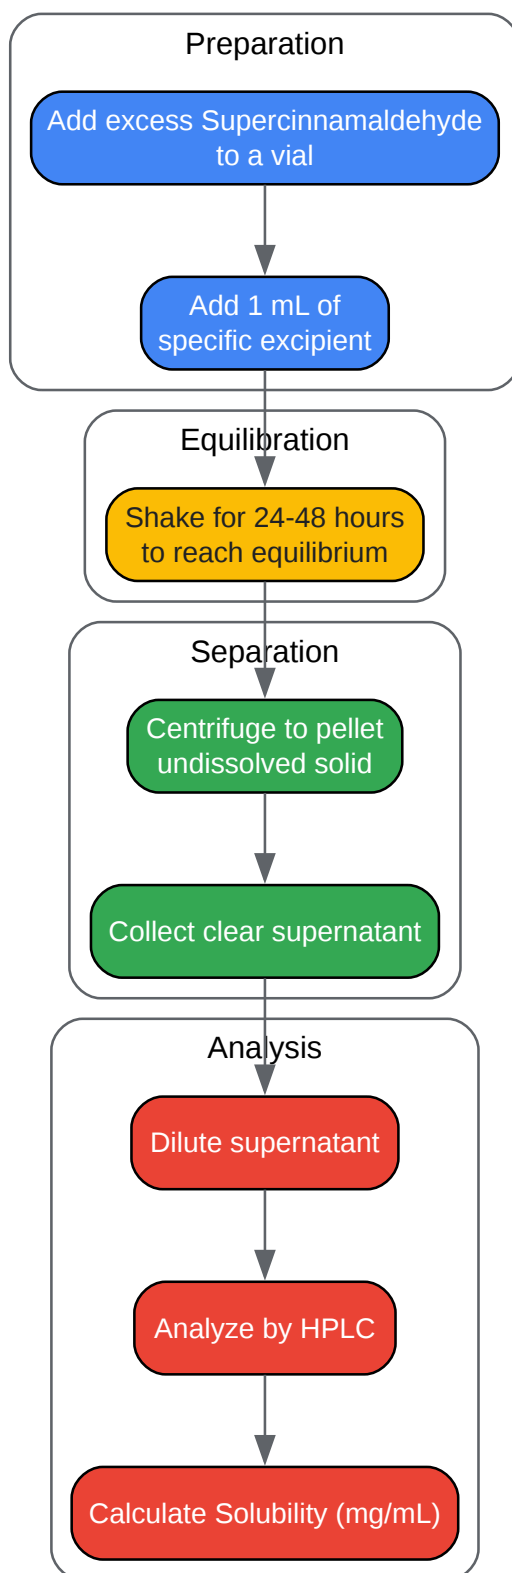 Preparation
Add excess Supercinnamaldehyde
to a vial
Add 1 mL of
specific excipient
Equilibration
Shake for 24-48 hours
to reach equilibrium
Separation
Centrifuge to pellet
undissolved solid
Collect clear supernatant
Analysis
Dilute supernatant
Analyze by HPLC
Calculate Solubility (mg/mL)